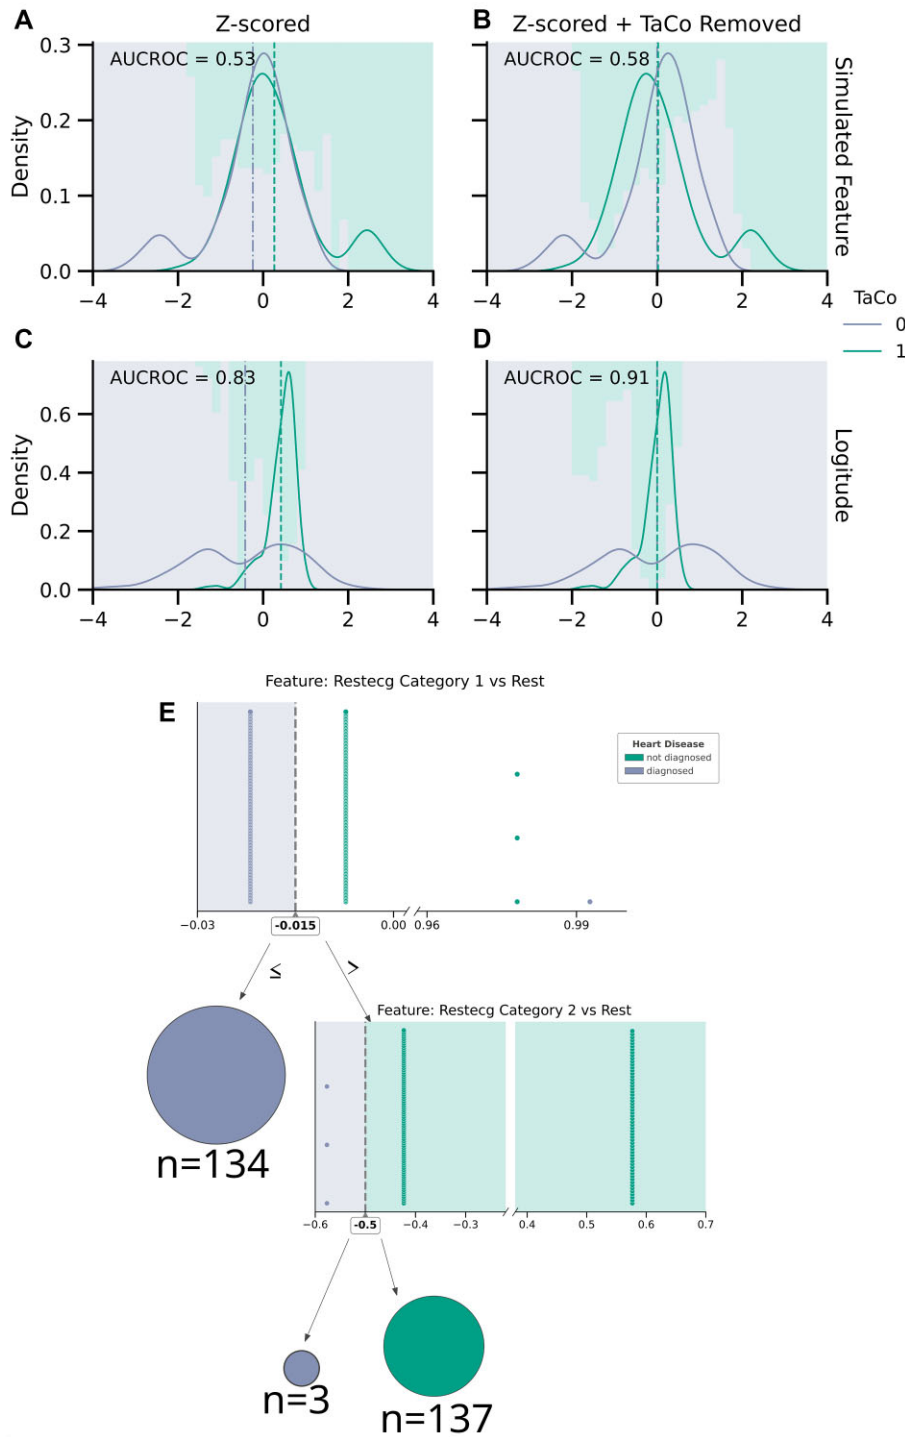 A
Z-scored
B
Z-scored + TaCo Removed
AUCROC = 0.53
AUCROC = 0.58
Density
0.3
0.2
0.1
0.0
−4 −2 0 2 4
−4 −2 0 2 4
Simulated Feature
TaCo
0
1
C
D
AUCROC = 0.83
AUCROC = 0.91
Density
0.6
0.4
0.2
0.0
−4 −2 0 2 4
−4 −2 0 2 4
Logitude
Feature: Restecg Category 1 vs Rest
E
Heart Disease
not diagnosed
diagnosed
−0.03 -0.015 0.00 0.96 0.99
≤ >
n=134
Feature: Restecg Category 2 vs Rest
−0.6 -0.5 −0.4 −0.3 0.4 0.5 0.6 0.7
n=3
n=137